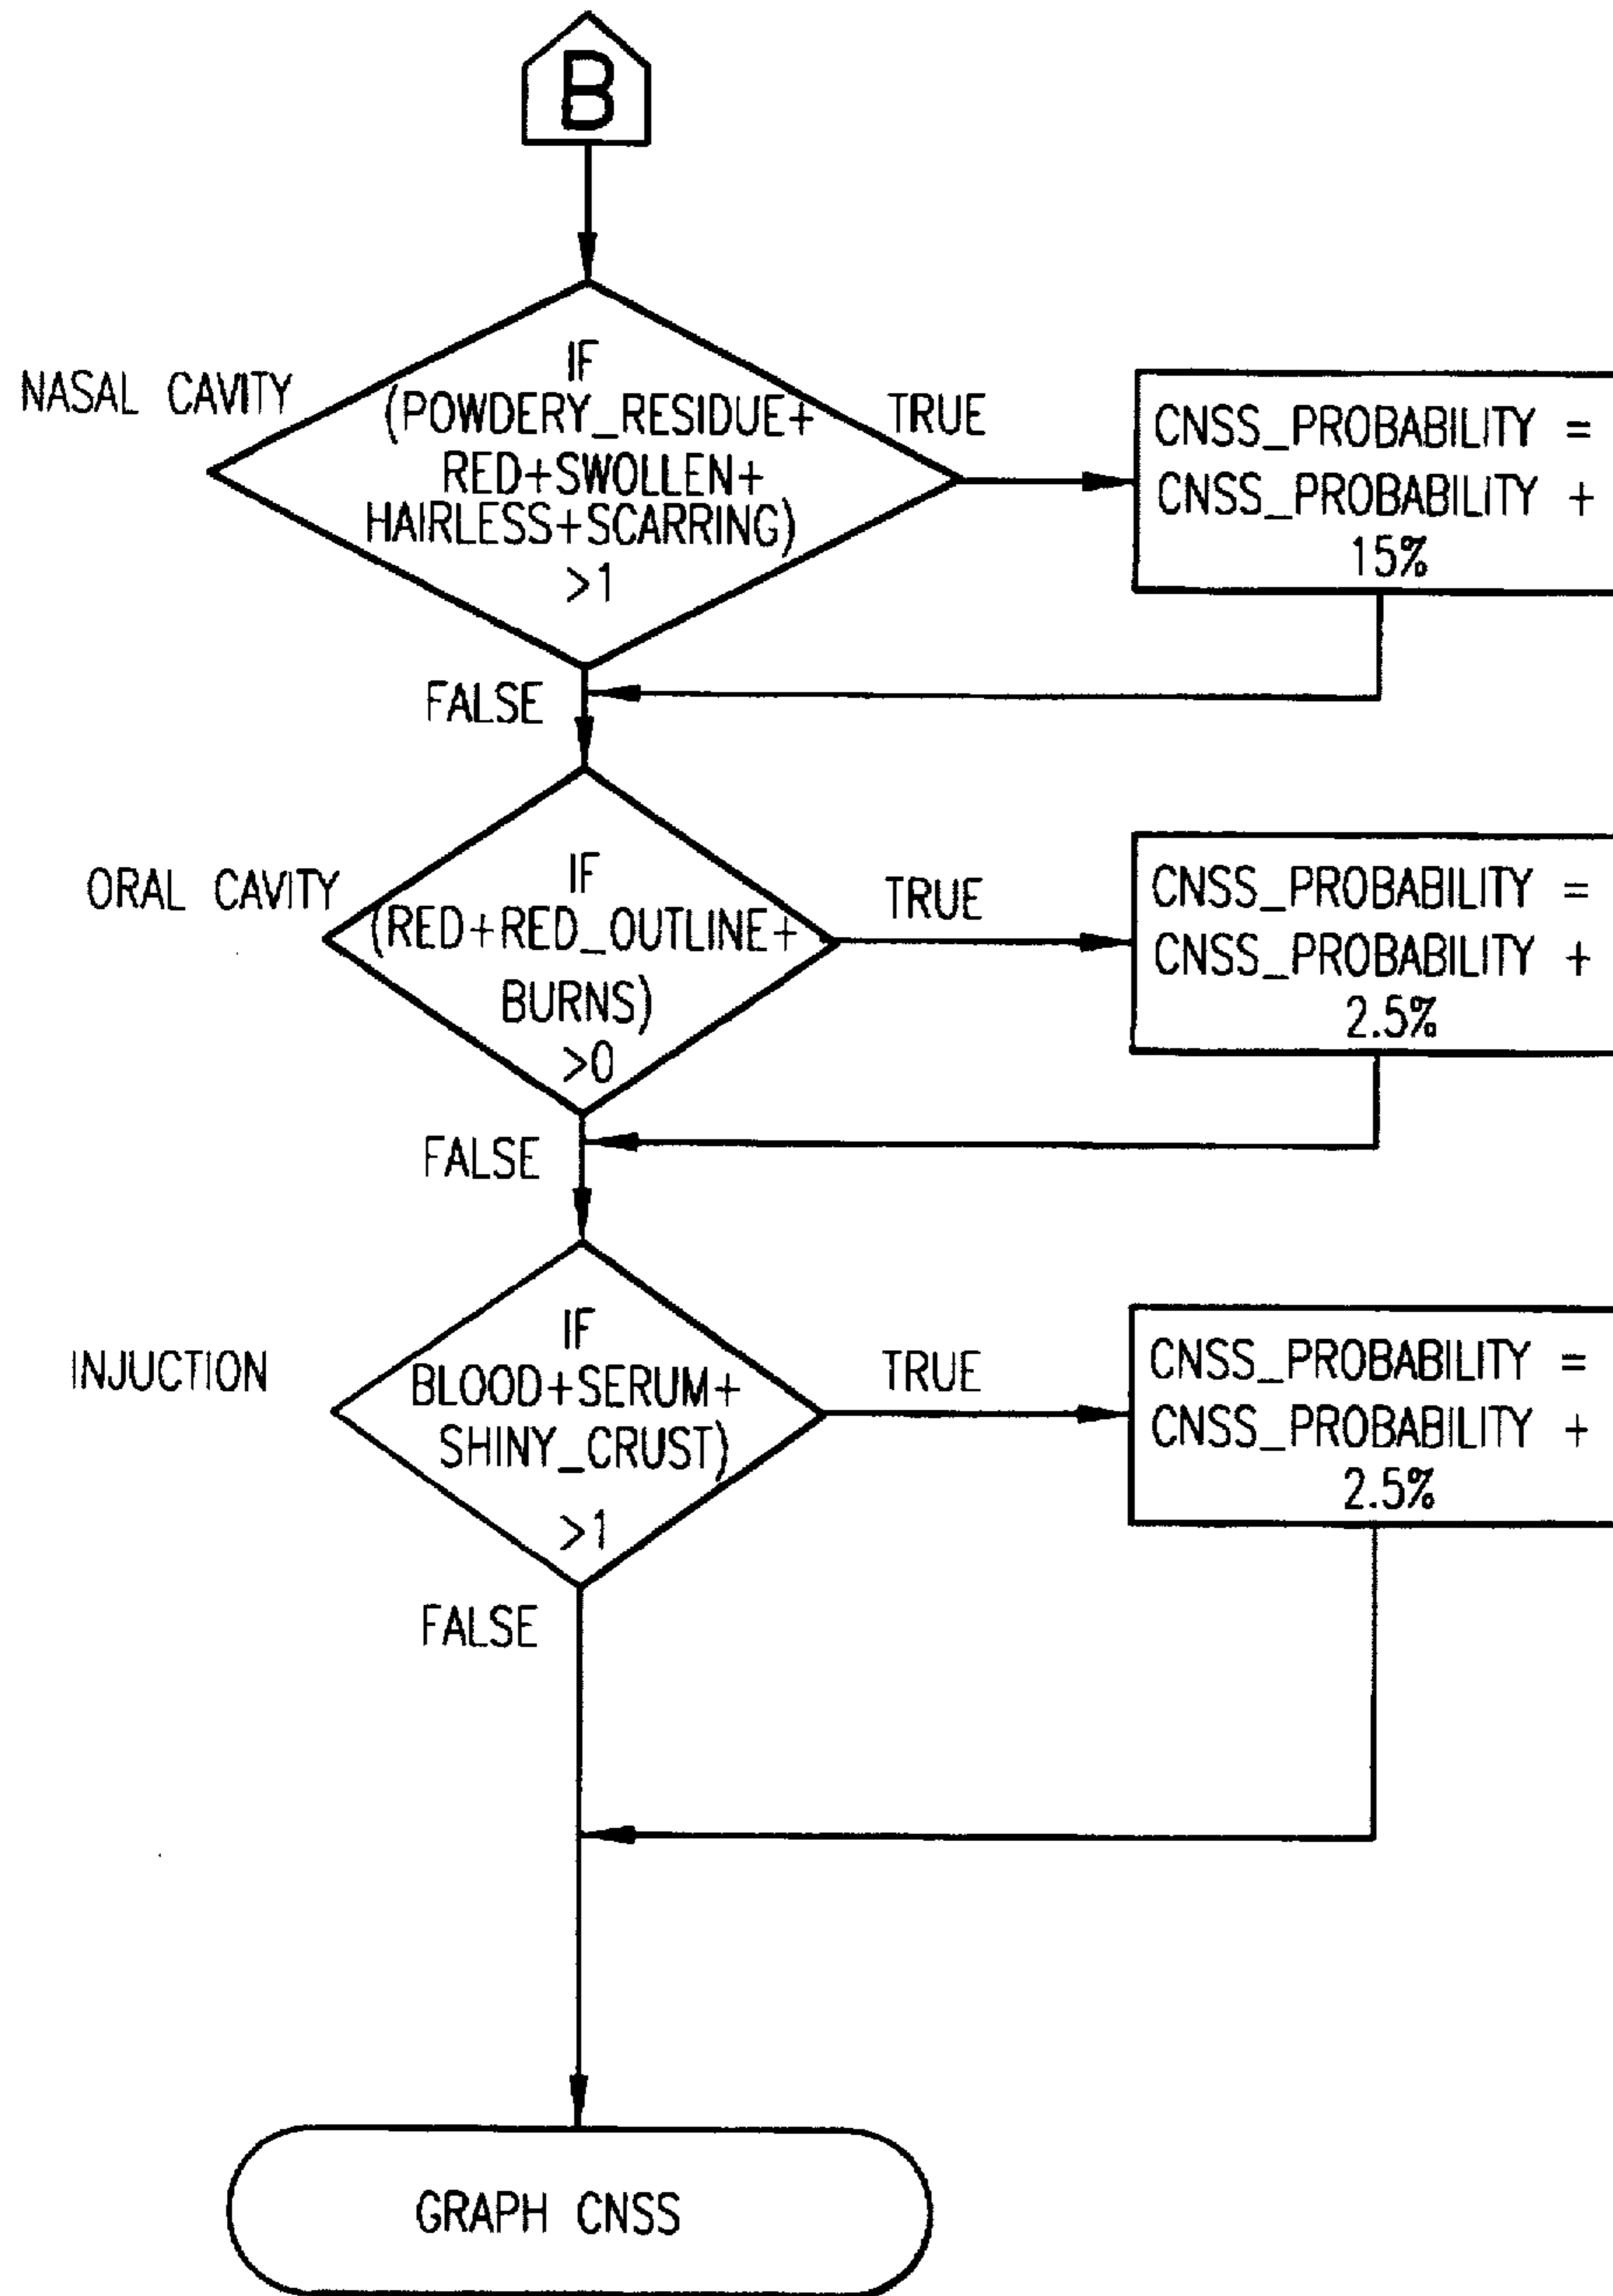 B
NASAL CAVITY
IF
(POWDERY_RESIDUE+
RED+SWOLLEN+
HAIRLESS+SCARRING)
>1
TRUE
CNSS_PROBABILITY =
CNSS_PROBABILITY +
15%
FALSE
ORAL CAVITY
IF
(RED+RED_OUTLINE+
BURNS)
>0
TRUE
CNSS_PROBABILITY =
CNSS_PROBABILITY +
2.5%
FALSE
INJUCTION
IF
BLOOD+SERUM+
SHINY_CRUST)
>1
TRUE
CNSS_PROBABILITY =
CNSS_PROBABILITY +
2.5%
FALSE
GRAPH CNSS